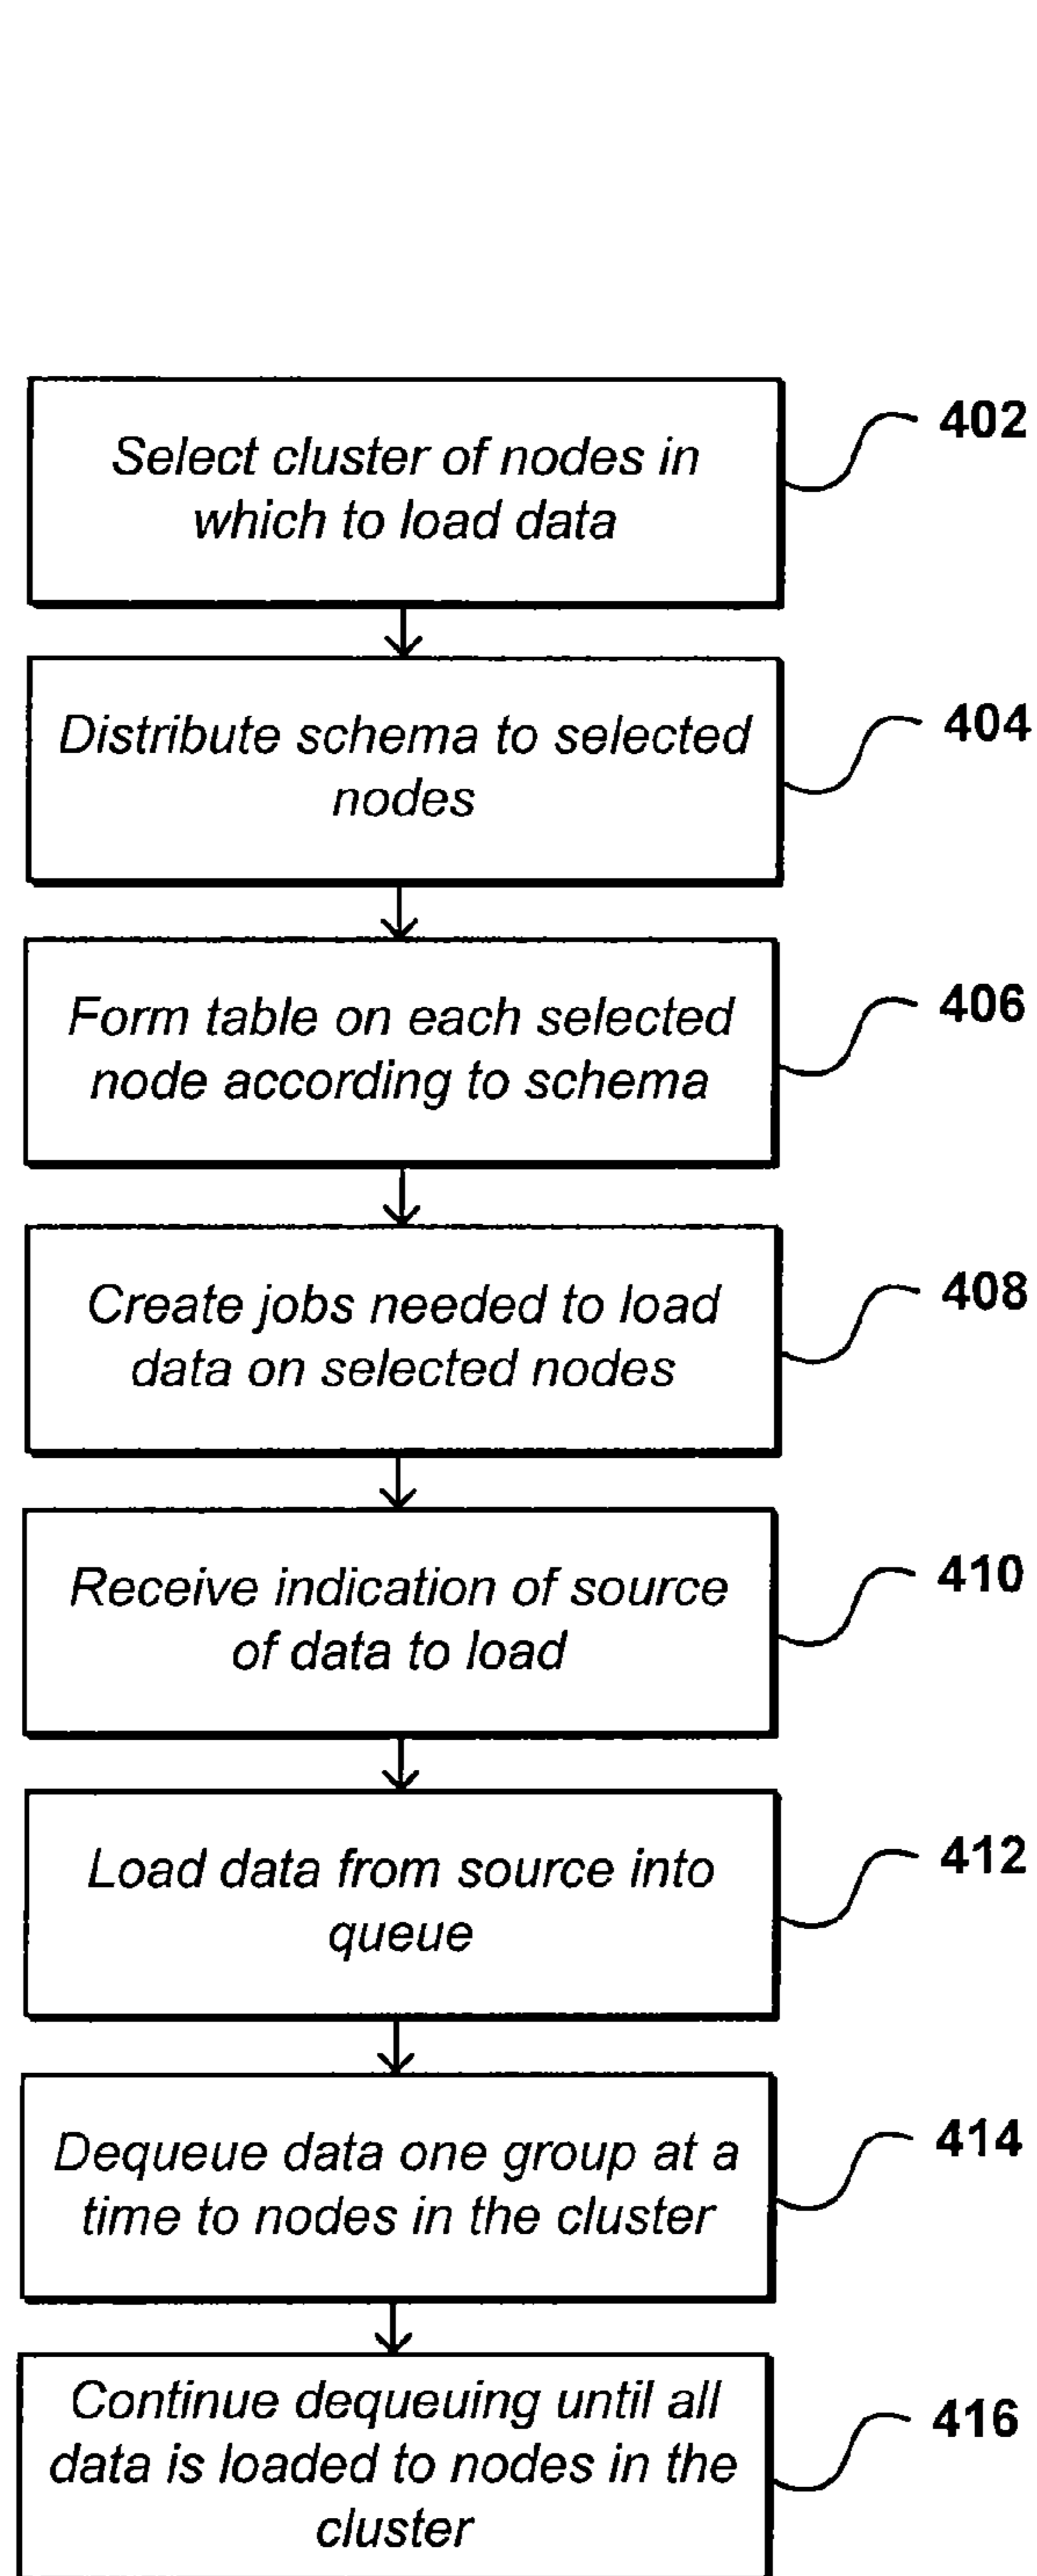 Select cluster of nodes in
which to load data
402
Distribute schema to selected
nodes
404
Form table on each selected
node according to schema
406
Create jobs needed to load
data on selected nodes
408
Receive indication of source
of data to load
410
Load data from source into
queue
412
Dequeue data one group at a
time to nodes in the cluster
414
Continue dequeuing until all
data is loaded to nodes in the
cluster
416